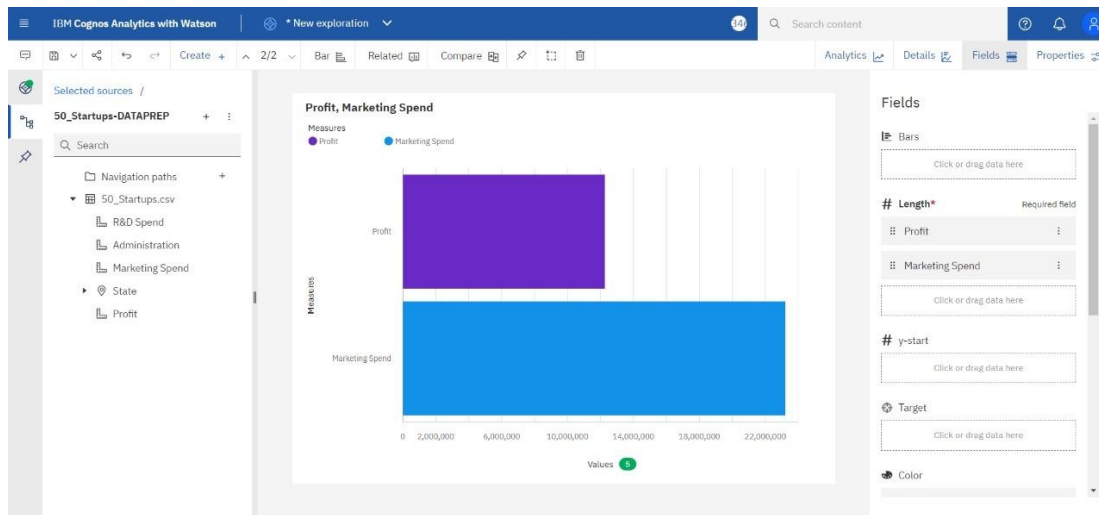 IBM Cognos Analytics with Watson
* New exploration
Search content
Create +
2/2
Bar
Related
Compare
Analytics
Details
Fields
Properties
Selected sources /
50_Startups-DATAPREP
Search
Navigation paths
50_Startups.csv
R&D Spend
Administration
Marketing Spend
State
Profit
Profit, Marketing Spend
Measures
Profit
Marketing Spend
Profit
Measures
Marketing Spend
0 2,000,000 6,000,000 10,000,000 14,000,000 18,000,000 22,000,000
Values 5
Fields
Bars
Click or drag data here
# Length* Required field
Profit
Marketing Spend
Click or drag data here
# y-start
Click or drag data here
Target
Click or drag data here
Color